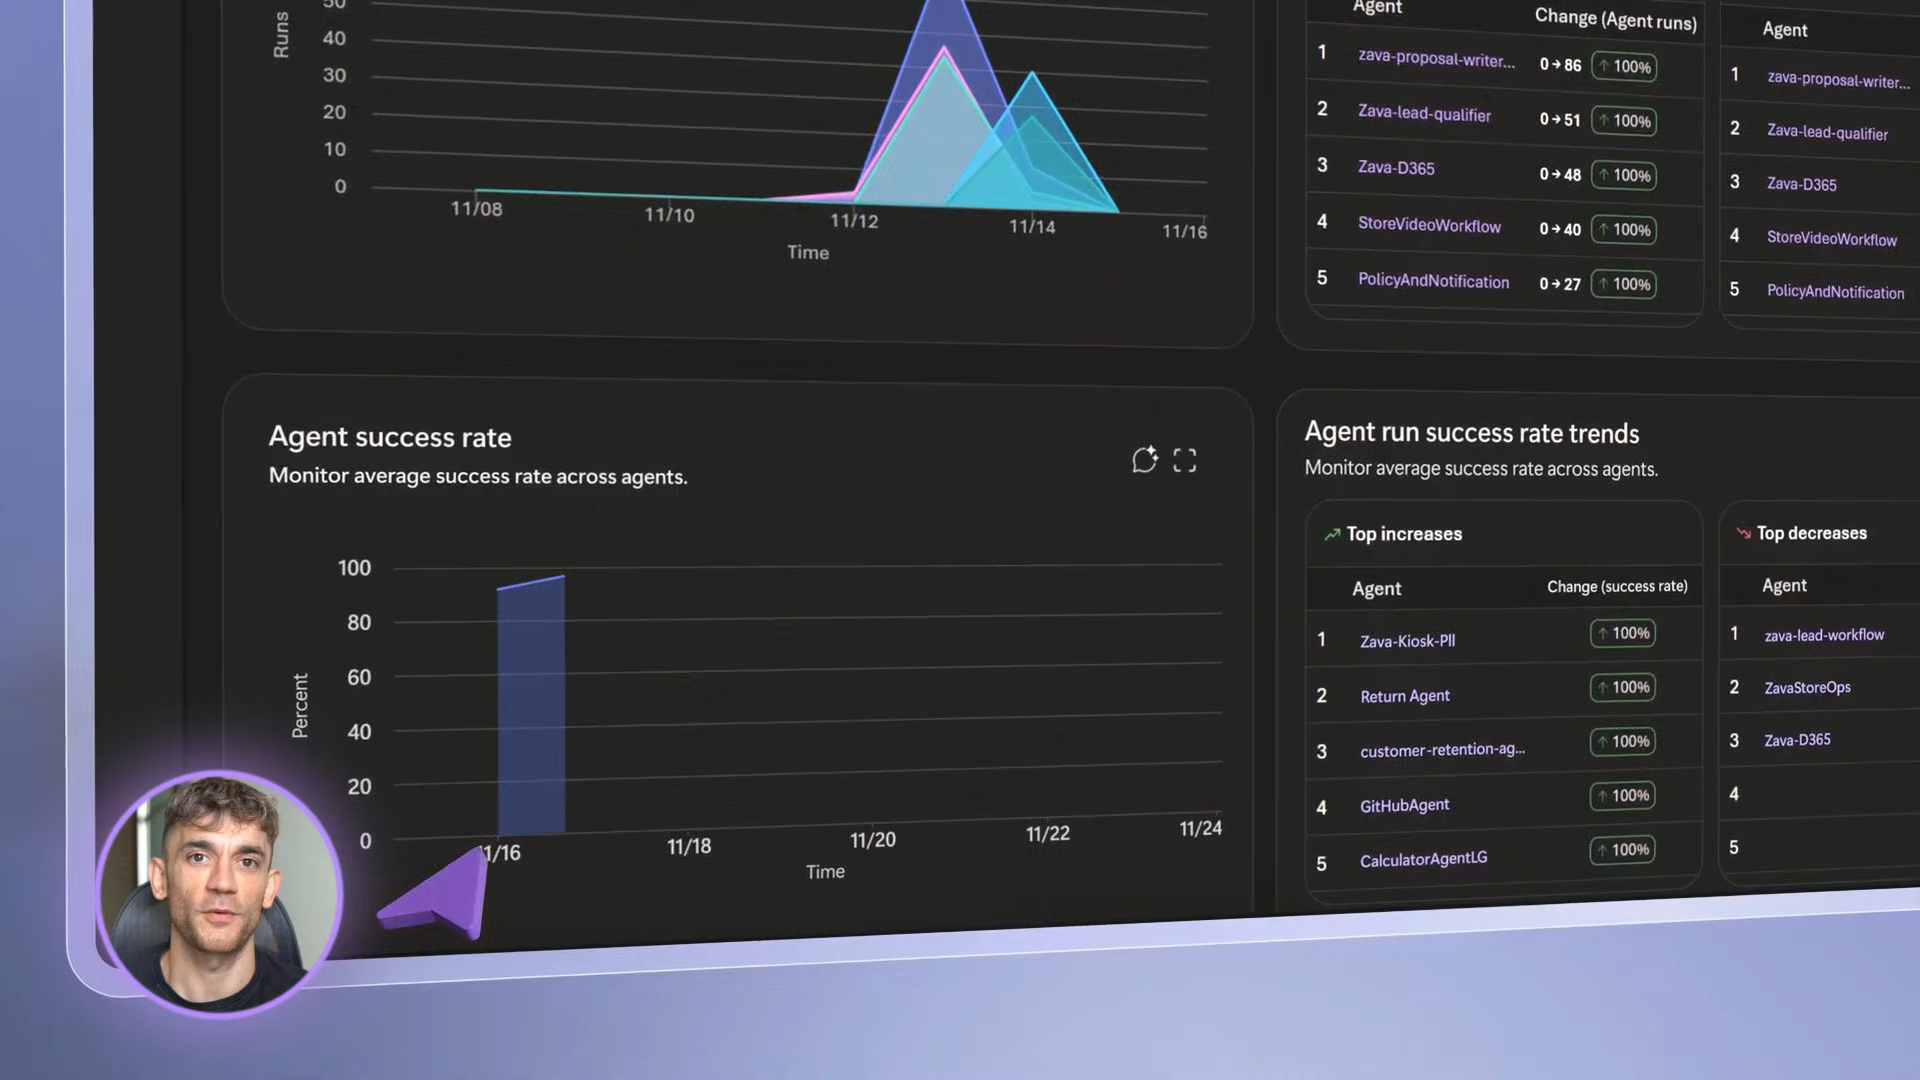 Runs
50
40
30
20
10
0
11/08
11/10
11/12
11/14
11/16
Time
Agent
Change (Agent runs)
1 zava-proposal-writer... 0→86 ↑ 100%
2 Zava-lead-qualifier 0→51 ↑ 100%
3 Zava-D365 0→48 ↑ 100%
4 StoreVideoWorkflow 0→40 ↑ 100%
5 PolicyAndNotification 0→27 ↑ 100%
Agent
1 zava-proposal-writer...
2 Zava-lead-qualifier
3 Zava-D365
4 StoreVideoWorkflow
5 PolicyAndNotification
Agent success rate
Monitor average success rate across agents.
Percent
100
80
60
40
20
0
1/16
11/18
11/20
11/22
11/24
Time
Agent run success rate trends
Monitor average success rate across agents.
Top increases
Agent
Change (success rate)
1 Zava-Kiosk-Pll ↑ 100%
2 Return Agent ↑ 100%
3 customer-retention-ag... ↑ 100%
4 GitHubAgent ↑ 100%
5 CalculatorAgentLG ↑ 100%
Top decreases
Agent
1 zava-lead-workflow
2 ZavaStoreOps
3 Zava-D365
4
5